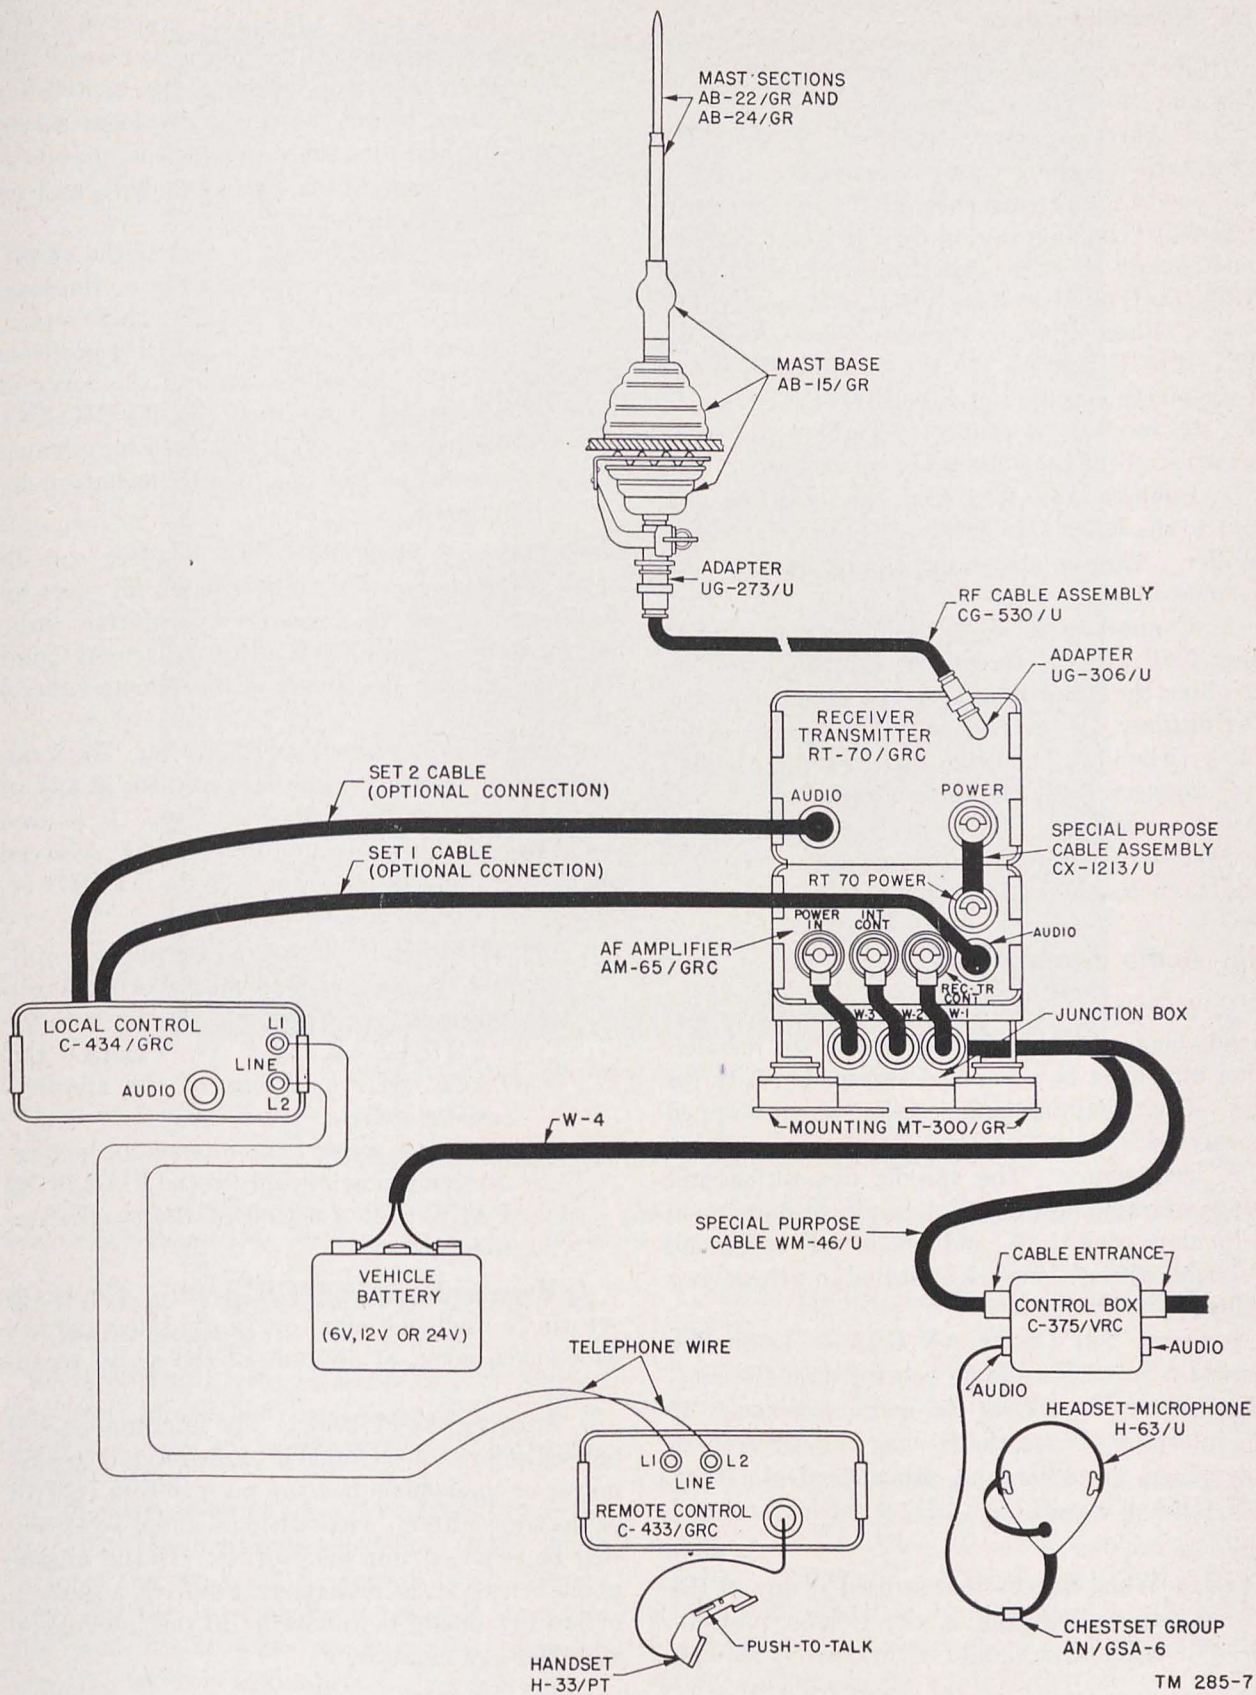 MAST SECTIONS
AB-22/GR AND
AB-24/GR
MAST BASE
AB-15/GR
ADAPTER
UG-273/U
RF CABLE ASSEMBLY
CG-530/U
ADAPTER
UG-306/U
RECEIVER
TRANSMITTER
RT-70/GRC
SET 2 CABLE
(OPTIONAL CONNECTION)
AUDIO
POWER
SET 1 CABLE
(OPTIONAL CONNECTION)
SPECIAL PURPOSE
CABLE ASSEMBLY
CX-1213/U
RT 70 POWER
POWER
IN
INT
CONT
AUDIO
AF AMPLIFIER
AM-65/GRC
REC-TR
CONT
W-3
W-2
W-1
JUNCTION BOX
LOCAL CONTROL
C-434/GRC
L1
LINE
AUDIO
L2
MOUNTING MT-300/GR
W-4
SPECIAL PURPOSE
CABLE WM-46/U
CABLE ENTRANCE
VEHICLE
BATTERY
(6V, 12V OR 24V)
CONTROL BOX
C-375/VRC
AUDIO
AUDIO
TELEPHONE WIRE
HEADSET-MICROPHONE
H-63/U
L1
L2
LINE
REMOTE CONTROL
C-433/GRC
PUSH-TO-TALK
HANDSET
H-33/PT
CHESTSET GROUP
AN/GSA-6
TM 285-7